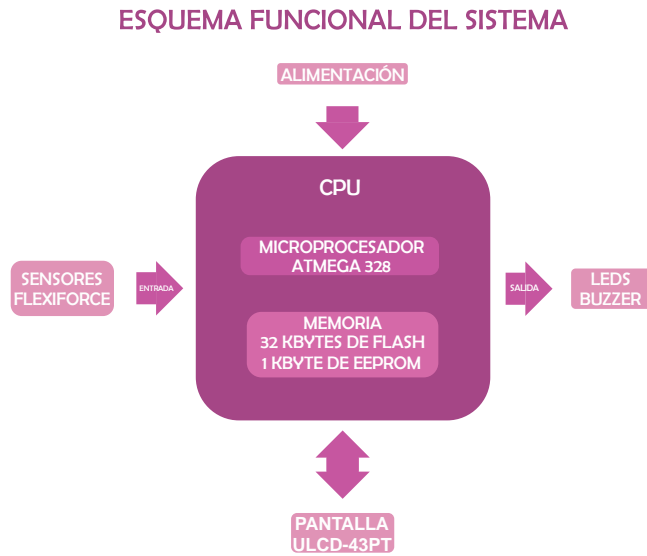 ESQUEMA FUNCIONAL DEL SISTEMA
ALIMENTACIÓN
CPU
MICROPROCESADOR
ATMEGA 328
SENSORES
FLEXIFORCE
ENTRADA
SALIDA
LEDS
BUZZER
MEMORIA
32 KBYTES DE FLASH
1 KBYTE DE EEPROM
PANTALLA
ULCD-43PT